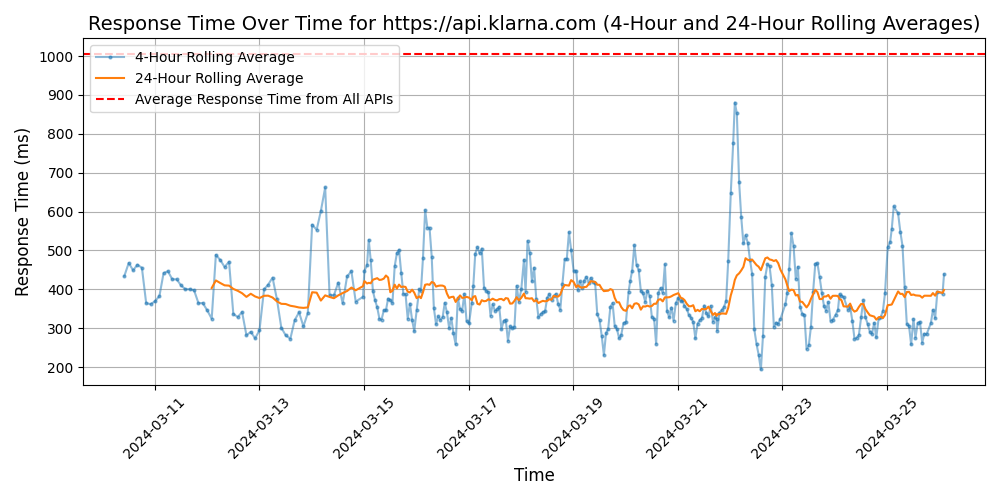 Response Time Over Time for https://api.klarna.com (4-Hour and 24-Hour Rolling Averages)
4-Hour Rolling Average
24-Hour Rolling Average
Average Response Time from All APIs
Response Time (ms)
1000
900
800
700
600
500
400
300
200
2024-03-11
2024-03-13
2024-03-15
2024-03-17
2024-03-19
2024-03-21
2024-03-23
2024-03-25
Time